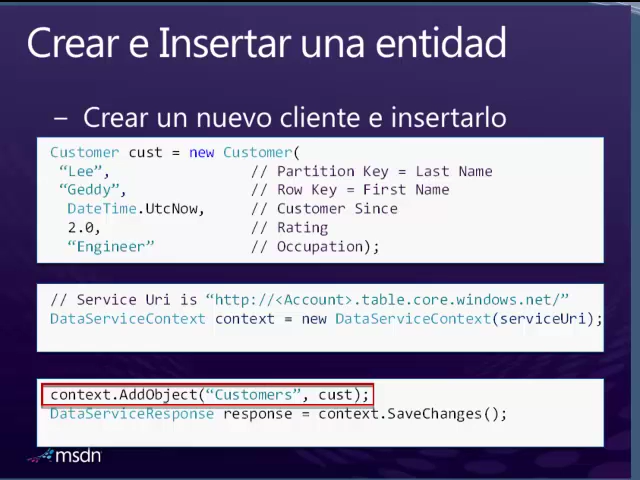 Crear e Insertar una entidad
– Crear un nuevo cliente e insertarlo
Customer cust = new Customer(
“Lee”, // Partition Key = Last Name
“Geddy”, // Row Key = First Name
DateTime.UtcNow, // Customer Since
2.0, // Rating
“Engineer” // Occupation);
// Service Uri is “http://<Account>.table.core.windows.net/”
DataServiceContext context = new DataServiceContext(serviceUri);
context.AddObject(“Customers”, cust);
DataServiceResponse response = context.SaveChanges();
msdn